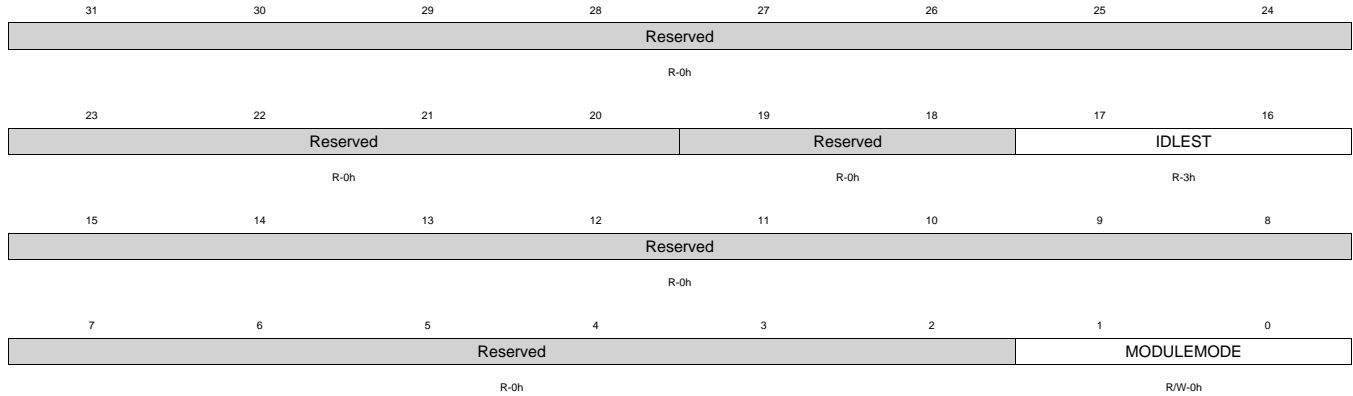 31 30 29 28 27 26 25 24
Reserved
R-0h
23 22 21 20 19 18 17 16
Reserved Reserved IDLEST
R-0h R-0h R-3h
15 14 13 12 11 10 9 8
Reserved
R-0h
7 6 5 4 3 2 1 0
Reserved MODULEMODE
R-0h R/W-0h